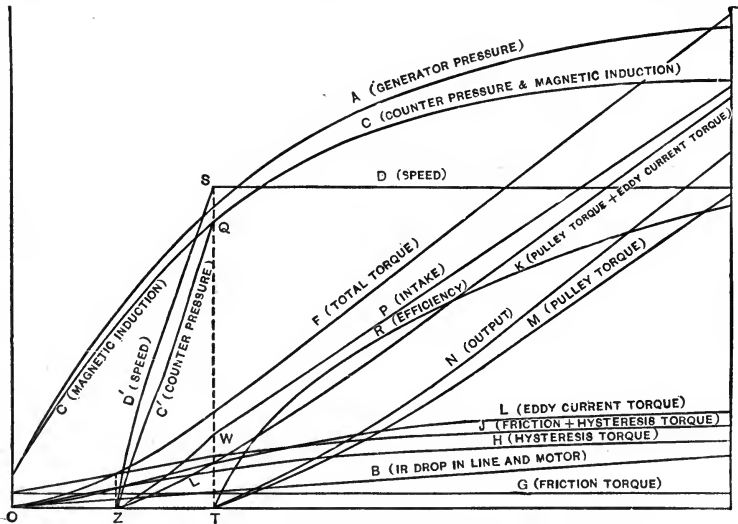 A (GENERATOR PRESSURE)
C (COUNTER PRESSURE & MAGNETIC INDUCTION)
S
D (SPEED)
Q
K (PULLEY TORQUE + EDDY CURRENT TORQUE)
F (TOTAL TORQUE)
P (INTAKE)
R (EFFICIENCY)
C (MAGNETIC INDUCTION)
D' (SPEED)
C' (COUNTER PRESSURE)
N (OUTPUT)
M (PULLEY TORQUE)
L (EDDY CURRENT TORQUE)
J (FRICTION + HYSTERESIS TORQUE)
W
H (HYSTERESIS TORQUE)
B (IR DROP IN LINE AND MOTOR)
L
G (FRICTION TORQUE)
O
Z
T